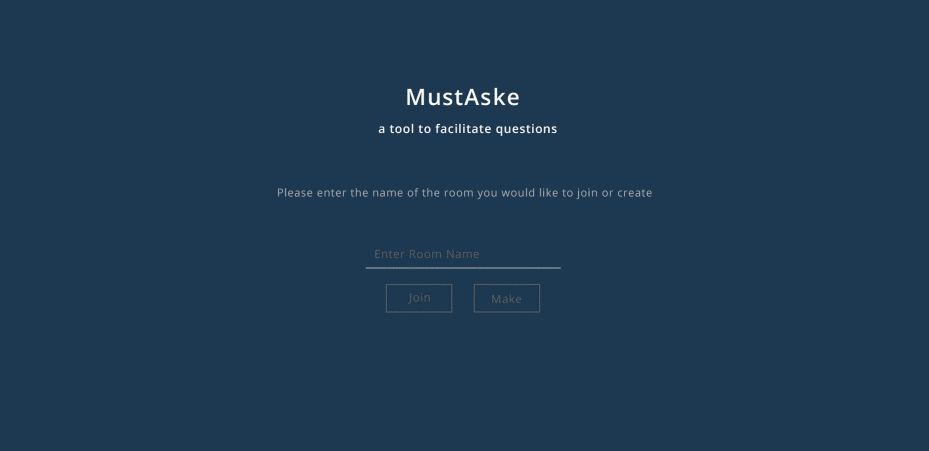 MustAske
a tool to facilitate questions
Please enter the name of the room you would like to join or create
Enter Room Name
Join
Make